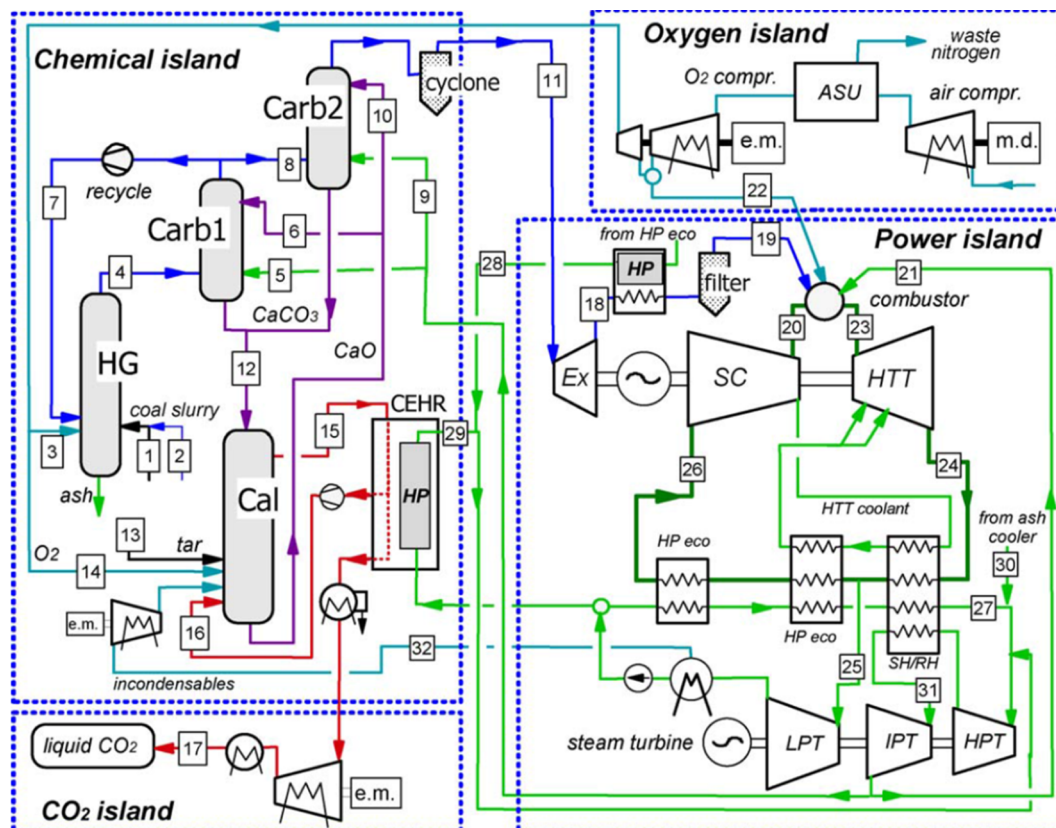 Chemical island
Oxygen island
waste
nitrogen
O2 compr.
ASU
air compr.
e.m.
m.d.
cyclone
11
Carb2
10
8
9
recycle
7
Carb1
6
5
4
CaCO3
CaO
HG
12
coal slurry
3
1
2
ash
13
tar
O2
14
Cal
15
CEHR
HP
29
16
e.m.
incondensables
32
22
Power island
from HP eco
28
HP
19
18
filter
21
combustor
20
23
Ex
SC
HTT
26
24
HTT coolant
from ash
cooler
30
HP eco
HP eco
27
SH/RH
25
31
steam turbine
LPT
IPT
HPT
liquid CO2
17
e.m.
CO2 island